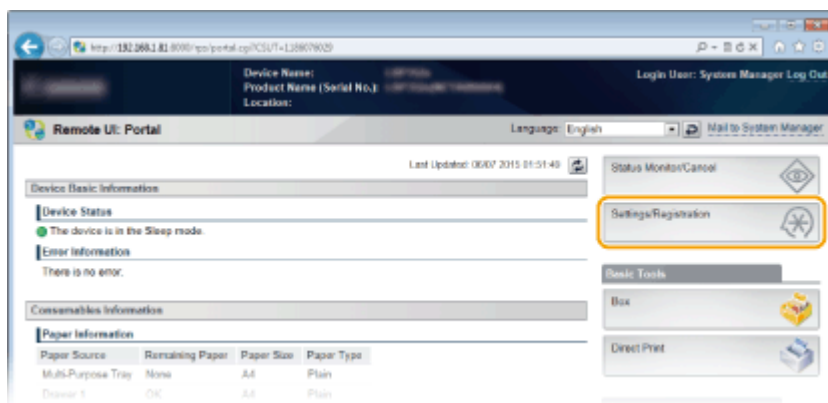 http://192.168.1.81:8000/rps/portal.cgi?CSUT=1186076029
Device Name:
Product Name (Serial No.):
Location:
Login User: System Manager Log Out
Remote UI: Portal
Language: English
Mail to System Manager
Last Updated: 06/07 2015 01:51:49
Status Monitor/Cancel
Device Basic Information
Device Status
The device is in the Sleep mode.
Settings/Registration
Error Information
There is no error.
Basic Tools
Box
Consumables Information
Paper Information
Paper Source Remaining Paper Paper Size Paper Type
Multi-Purpose Tray None A4 Plain
Drawer 1 OK A4 Plain
Direct Print